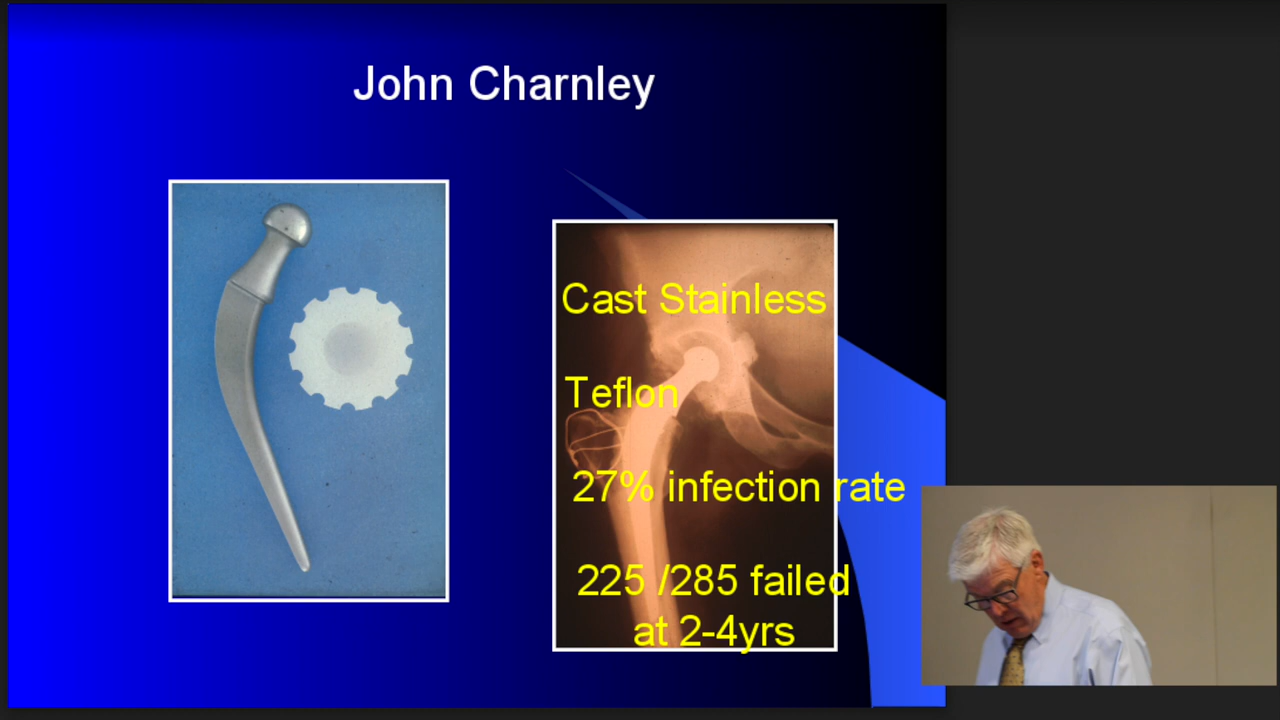 John Charnley
Cast Stainless
Teflon
27% infection rate
225 /285 failed
at 2-4yrs